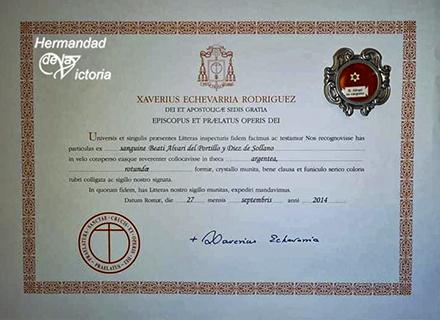 Hermandad
de la
Victoria
XAVERIUS ECHEVARRIA RODRIGUEZ
DEI ET APOSTOLICÆ SEDIS GRATIA
EPISCOPUS ET PRÆLATUS OPERIS DEI
Universis et singulis præsentes Litteras inspecturis fidem facimus ac testamur Nos recognovisse has
particulas ex sanguine Beati Alvari del Portillo y Diez de Sollano
in velo consperso easque reverenter collocavisse in theca argentea,
rotundæ formæ, crystallo munita, bene clausa et funiculo serico coloris
rubri colligata ac sigillo nostro signata.
In quorum fidem, has Litteras nostro sigillo munitas, expediri mandavimus.
Datum Romæ, die 27 mensis septembris anni 2014
+ Xaverius Echevarria